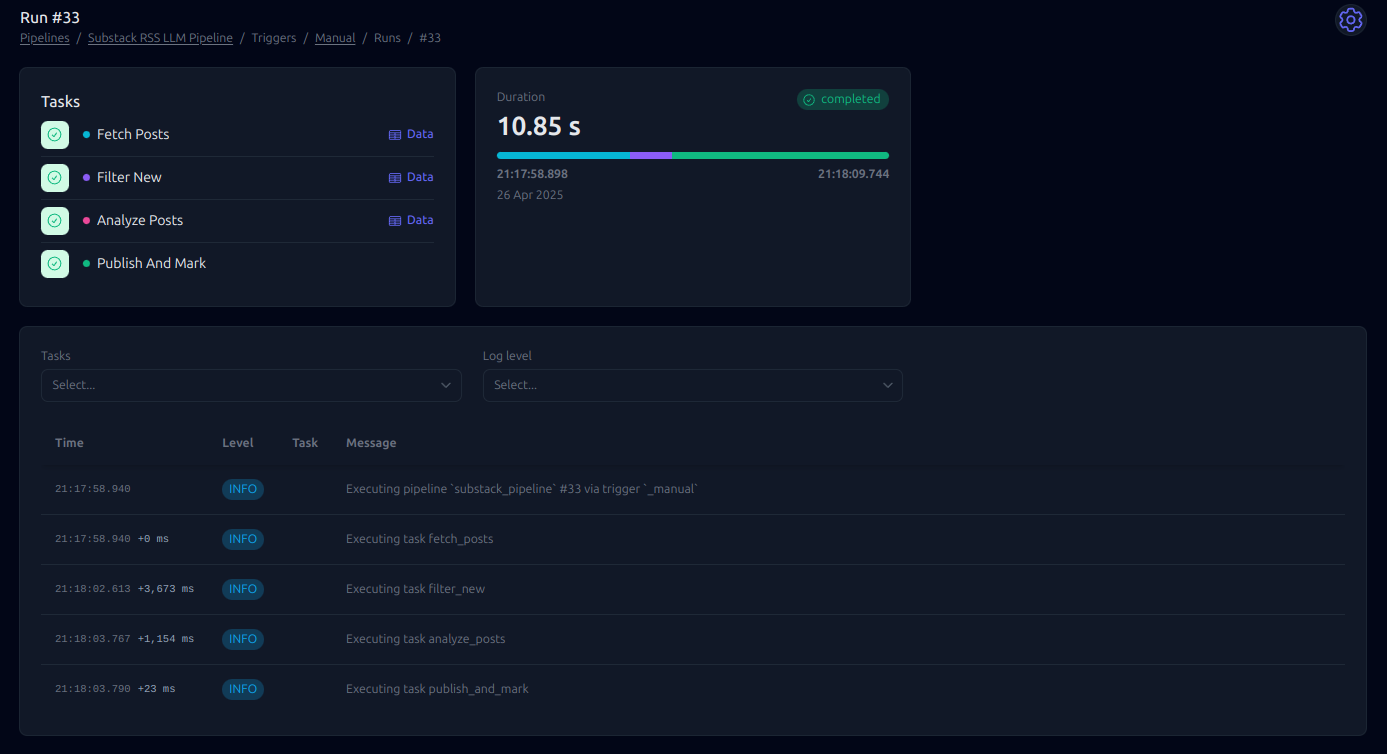 Run #33
Pipelines / Substack RSS LLM Pipeline / Triggers / Manual / Runs / #33
Tasks
Fetch Posts Data
Filter New Data
Analyze Posts Data
Publish And Mark
Duration completed
10.85 s
21:17:58.898 21:18:09.744
26 Apr 2025
Tasks Log level
Select... Select...
Time Level Task Message
21:17:58.940 INFO Executing pipeline `substack_pipeline` #33 via trigger `_manual`
21:17:58.940 +0 ms INFO Executing task fetch_posts
21:18:02.613 +3,673 ms INFO Executing task filter_new
21:18:03.767 +1,154 ms INFO Executing task analyze_posts
21:18:03.790 +23 ms INFO Executing task publish_and_mark